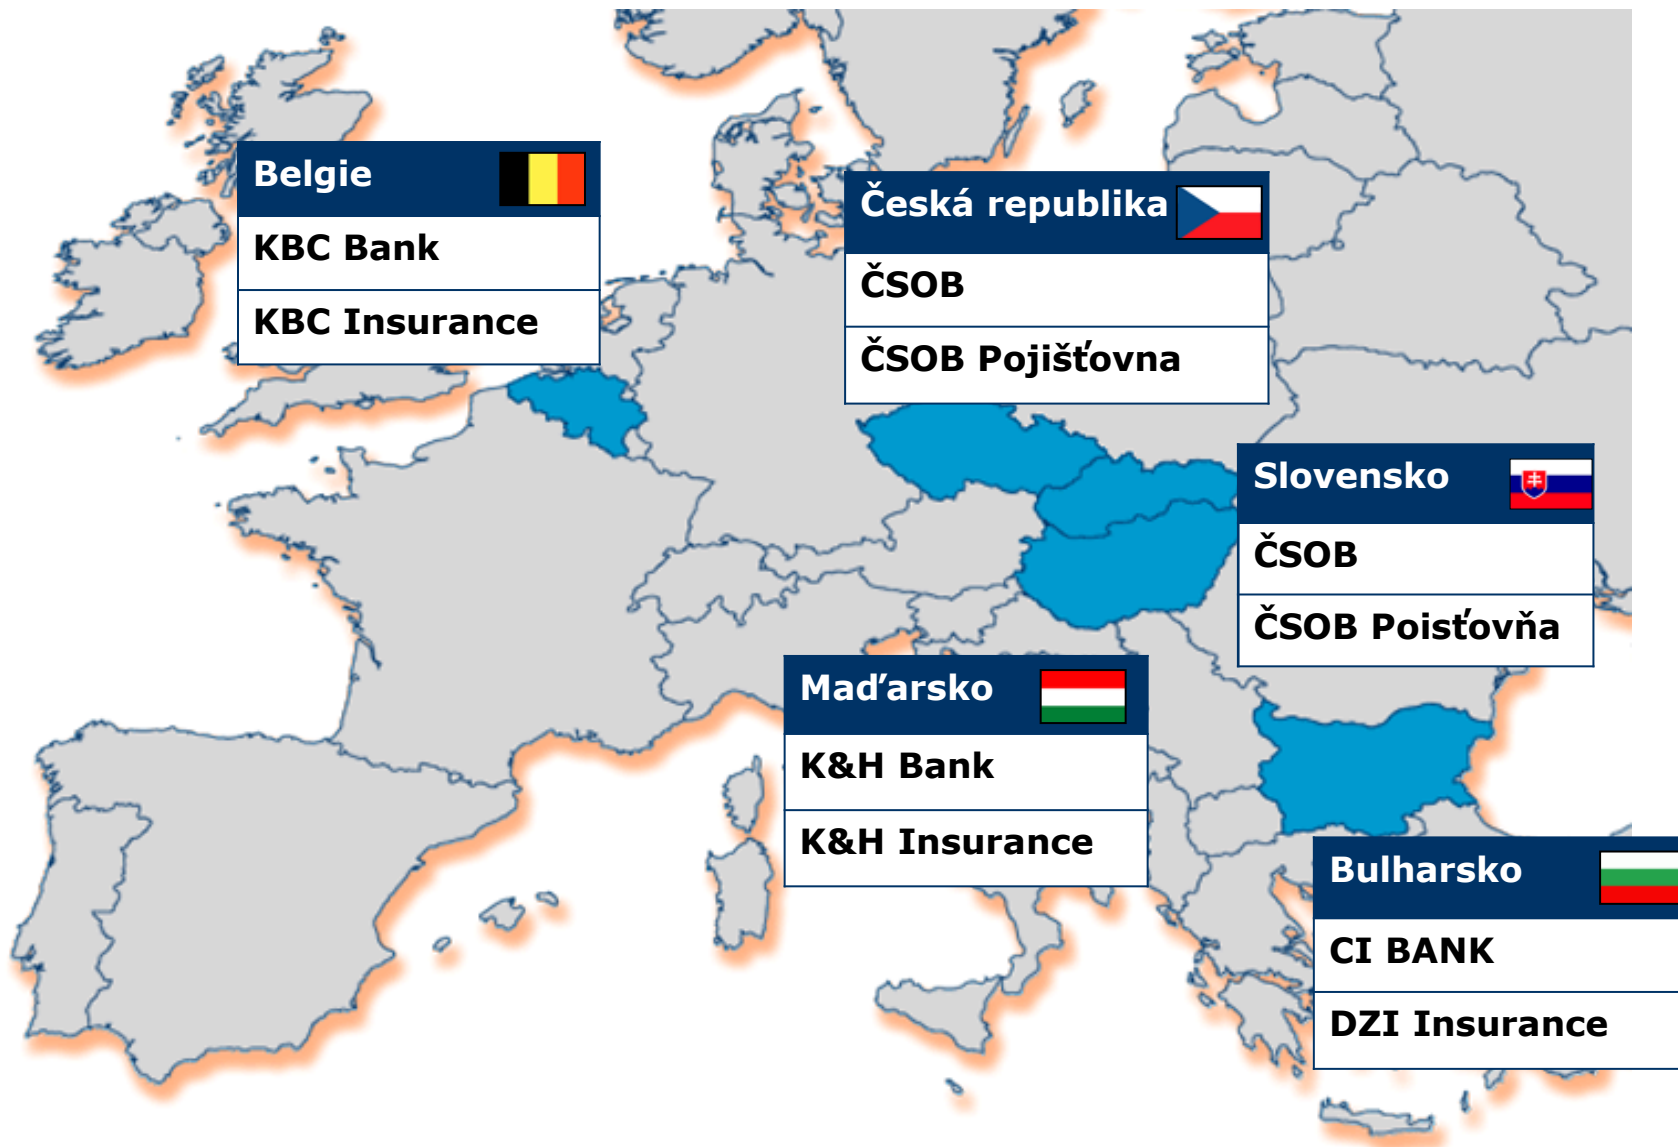 Belgie
KBC Bank
KBC Insurance
Česká republika
ČSOB
ČSOB Pojišťovna
Slovensko
ČSOB
ČSOB Poisťovňa
Maďarsko
K&H Bank
K&H Insurance
Bulharsko
CI BANK
DZI Insurance